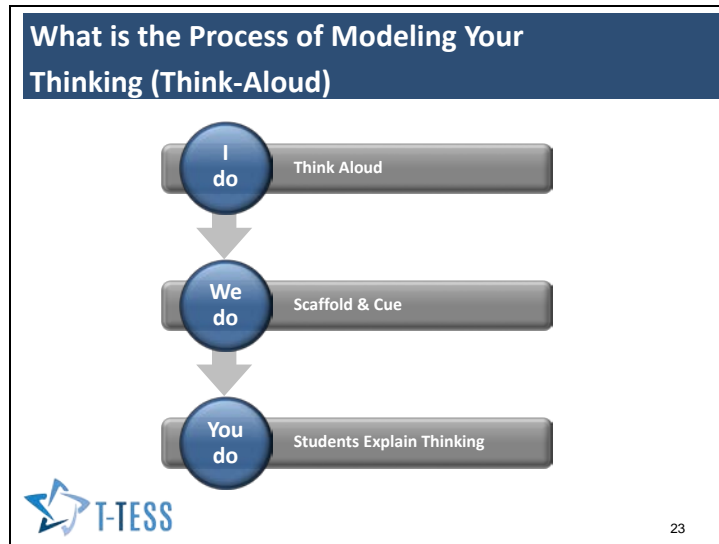 What is the Process of Modeling Your
Thinking (Think-Aloud)
I
do
Think Aloud
We
do
Scaffold & Cue
You
do
Students Explain Thinking
T-TESS
23